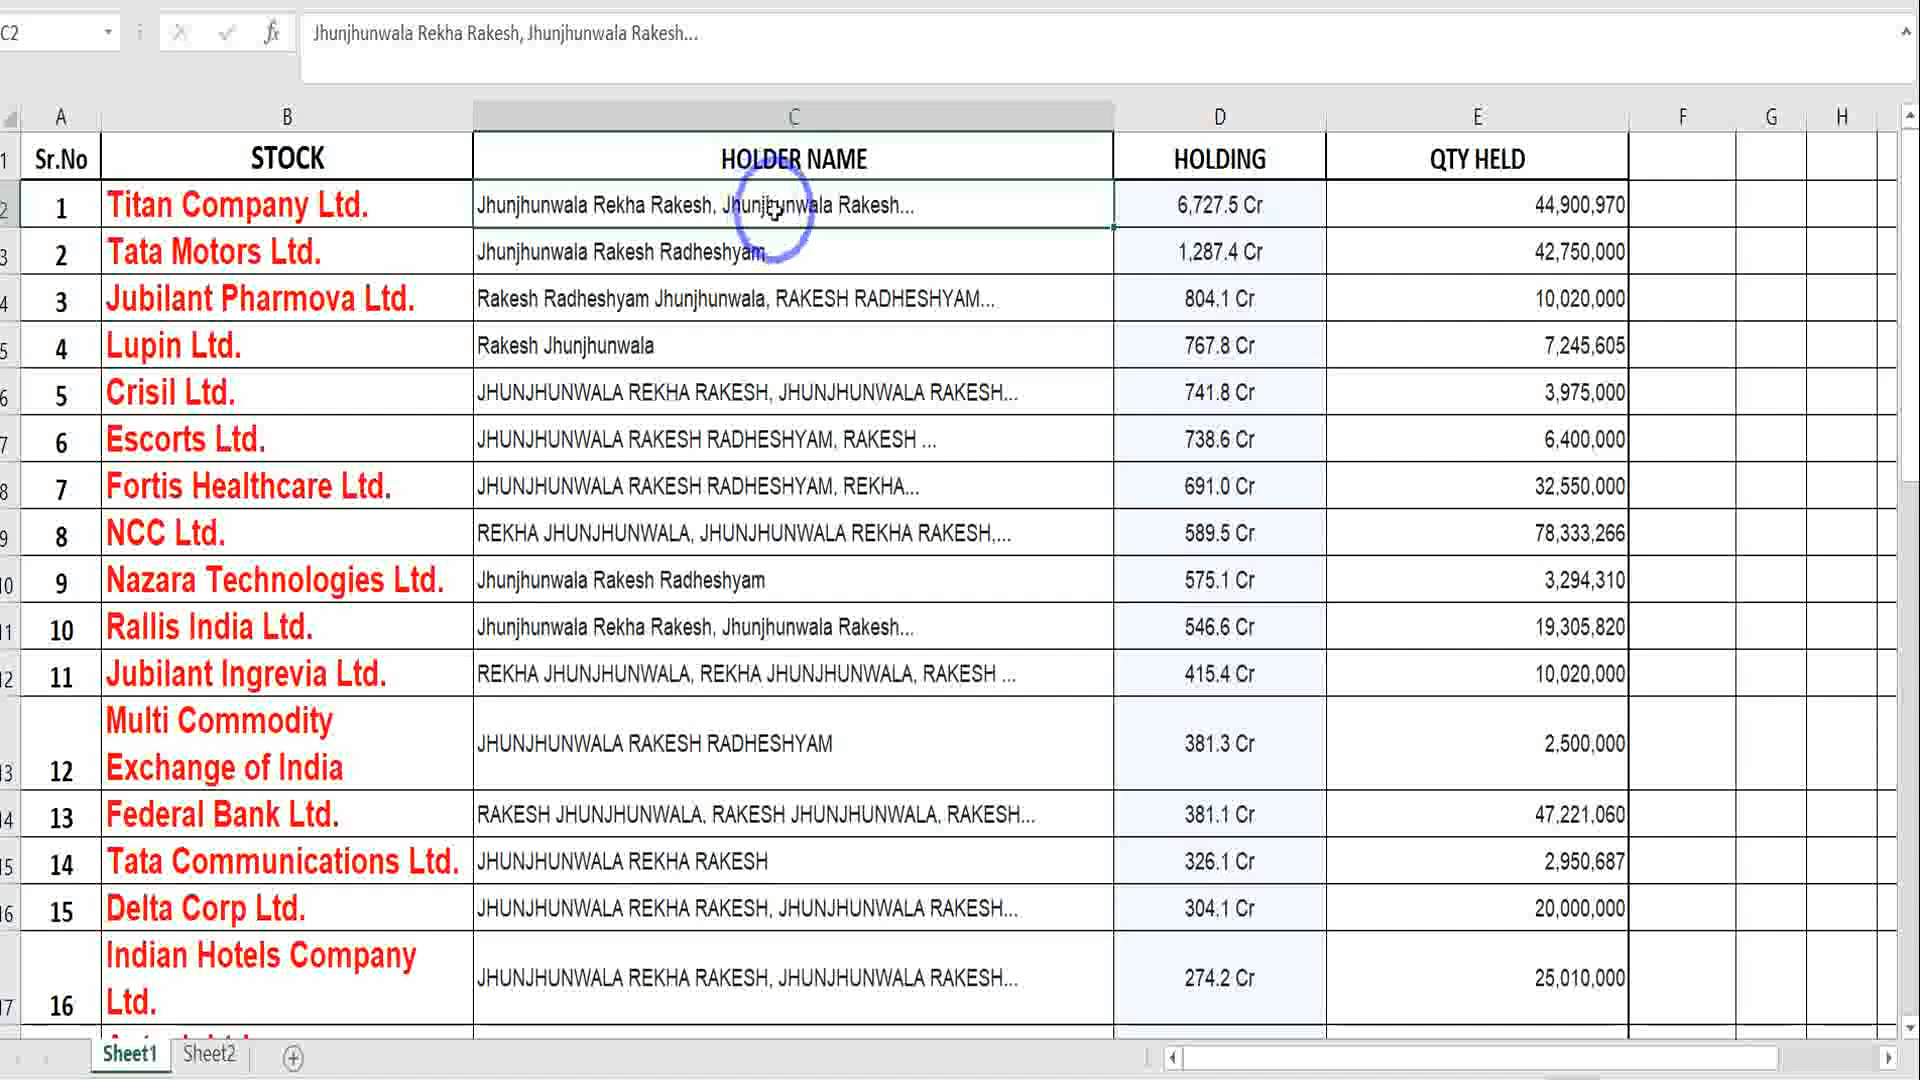 C2 fx Jhunjhunwala Rekha Rakesh, Jhunjhunwala Rakesh...
A B C D E F G H
1 Sr.No STOCK HOLDER NAME HOLDING QTY HELD
2 1 Titan Company Ltd. Jhunjhunwala Rekha Rakesh, Jhunjhunwala Rakesh... 6,727.5 Cr 44,900,970
3 2 Tata Motors Ltd. Jhunjhunwala Rakesh Radheshyam 1,287.4 Cr 42,750,000
4 3 Jubilant Pharmova Ltd. Rakesh Radheshyam Jhunjhunwala, RAKESH RADHESHYAM... 804.1 Cr 10,020,000
5 4 Lupin Ltd. Rakesh Jhunjhunwala 767.8 Cr 7,245,605
6 5 Crisil Ltd. JHUNJHUNWALA REKHA RAKESH, JHUNJHUNWALA RAKESH... 741.8 Cr 3,975,000
7 6 Escorts Ltd. JHUNJHUNWALA RAKESH RADHESHYAM, RAKESH ... 738.6 Cr 6,400,000
8 7 Fortis Healthcare Ltd. JHUNJHUNWALA RAKESH RADHESHYAM, REKHA... 691.0 Cr 32,550,000
9 8 NCC Ltd. REKHA JHUNJHUNWALA, JHUNJHUNWALA REKHA RAKESH,... 589.5 Cr 78,333,266
10 9 Nazara Technologies Ltd. Jhunjhunwala Rakesh Radheshyam 575.1 Cr 3,294,310
11 10 Rallis India Ltd. Jhunjhunwala Rekha Rakesh, Jhunjhunwala Rakesh... 546.6 Cr 19,305,820
12 11 Jubilant Ingrevia Ltd. REKHA JHUNJHUNWALA, REKHA JHUNJHUNWALA, RAKESH ... 415.4 Cr 10,020,000
Multi Commodity
13 12 Exchange of India JHUNJHUNWALA RAKESH RADHESHYAM 381.3 Cr 2,500,000
14 13 Federal Bank Ltd. RAKESH JHUNJHUNWALA, RAKESH JHUNJHUNWALA, RAKESH... 381.1 Cr 47,221,060
15 14 Tata Communications Ltd. JHUNJHUNWALA REKHA RAKESH 326.1 Cr 2,950,687
16 15 Delta Corp Ltd. JHUNJHUNWALA REKHA RAKESH, JHUNJHUNWALA RAKESH... 304.1 Cr 20,000,000
Indian Hotels Company
17 16 Ltd. JHUNJHUNWALA REKHA RAKESH, JHUNJHUNWALA RAKESH... 274.2 Cr 25,010,000
Sheet1 Sheet2